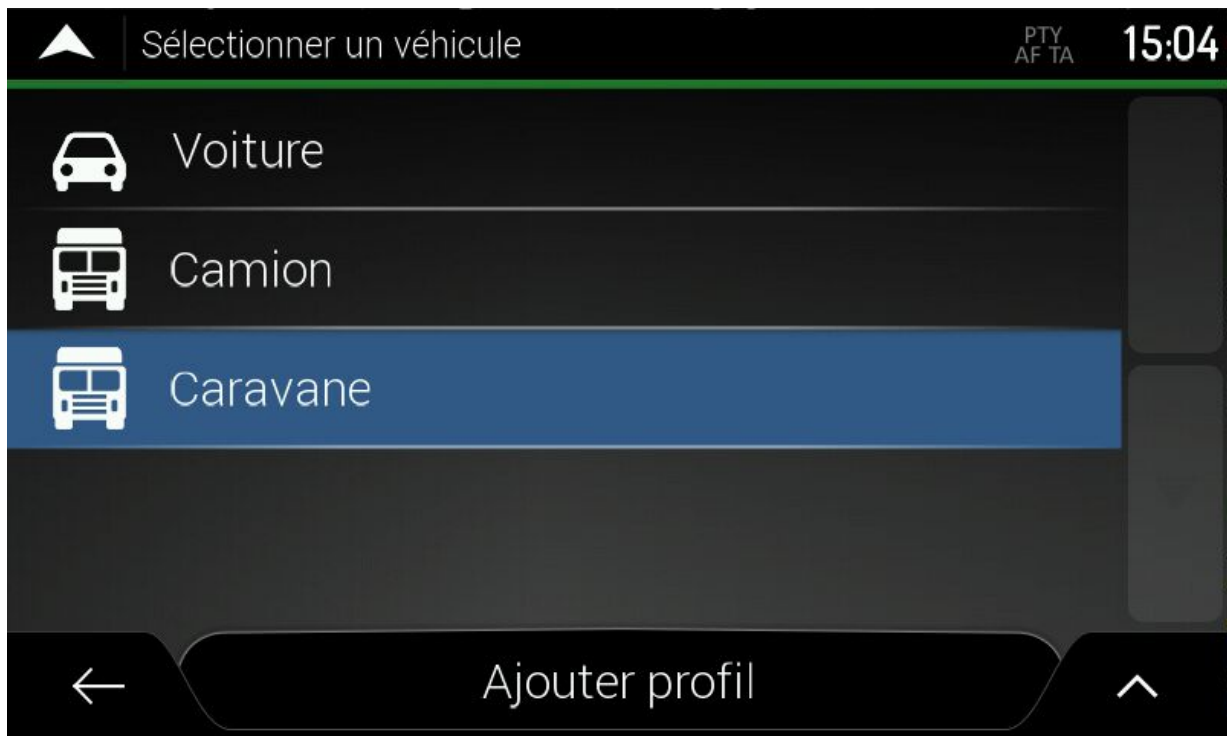 Sélectionner un véhicule
PTY
AF TA
15:04
Voiture
Camion
Caravane
Ajouter profil